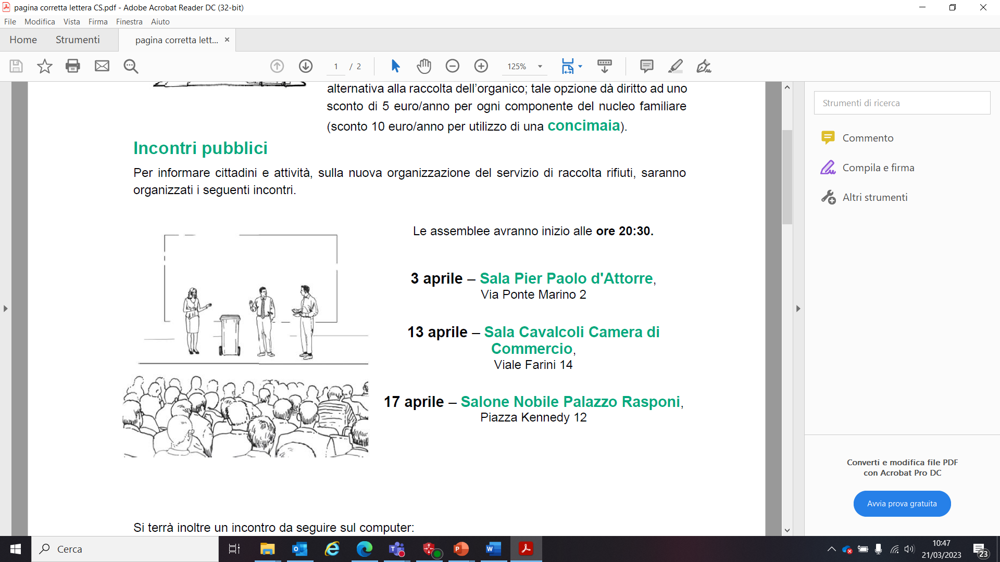 pagina corretta lettera CS.pdf - Adobe Acrobat Reader DC (32-bit)
File Modifica Vista Firma Finestra Aiuto
Home Strumenti pagina corretta lett... ×
1 / 2 125%
alternativa alla raccolta dell’organico; tale opzione dà diritto ad uno
sconto di 5 euro/anno per ogni componente del nucleo familiare
(sconto 10 euro/anno per utilizzo di una concimaia).
Incontri pubblici
Per informare cittadini e attività, sulla nuova organizzazione del servizio di raccolta rifiuti, saranno
organizzati i seguenti incontri.
Le assemblee avranno inizio alle ore 20:30.
3 aprile – Sala Pier Paolo d'Attorre,
Via Ponte Marino 2
13 aprile – Sala Cavalcoli Camera di
Commercio,
Viale Farini 14
17 aprile – Salone Nobile Palazzo Rasponi,
Piazza Kennedy 12
Si terrà inoltre un incontro da seguire sul computer:
Strumenti di ricerca
Commento
Compila e firma
Altri strumenti
Converti e modifica file PDF
con Acrobat Pro DC
Avvia prova gratuita
Cerca
10:47
21/03/2023
23